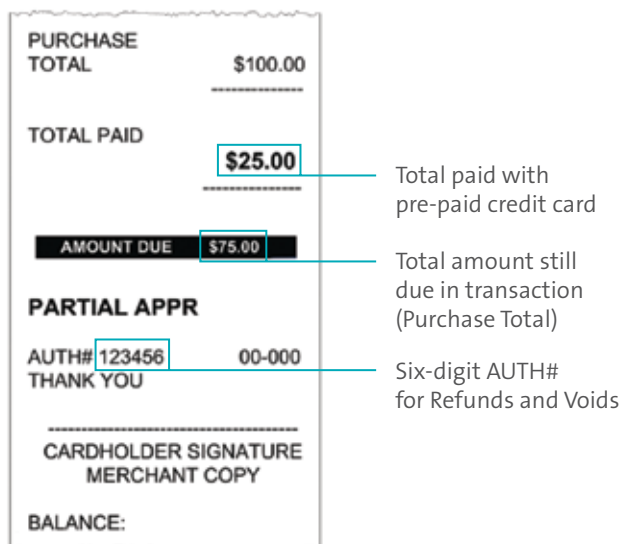 PURCHASE
TOTAL $100.00
--------------
TOTAL PAID
$25.00
--------------
AMOUNT DUE $75.00
PARTIAL APPR
AUTH# 123456 00-000
THANK YOU
------------------------------------
CARDHOLDER SIGNATURE
MERCHANT COPY
BALANCE:
Total paid with
pre-paid credit card
Total amount still
due in transaction
(Purchase Total)
Six-digit AUTH#
for Refunds and Voids